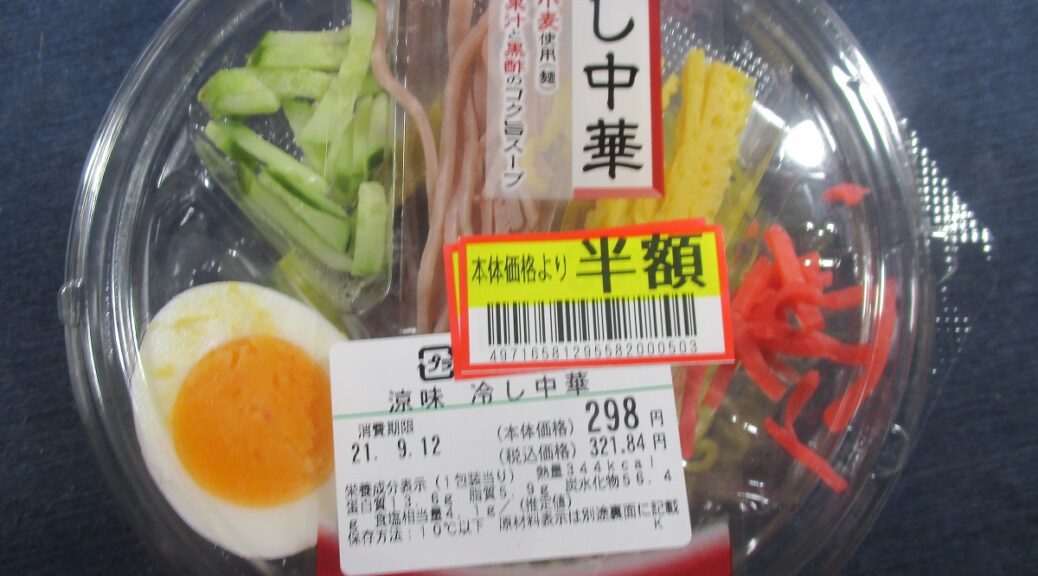 し中華
小麦使用(麺)
果汁と黒酢のコク旨スープ
本体価格より 半額
49716581295582000503
プラ
涼味 冷し中華
消費期限
21. 9.12
(本体価格) 298 円
(税込価格) 321.84 円
栄養成分表示(1包装当り) 熱量344kcal
蛋白質13.6g 脂質5.9g 炭水化物56.4
g 食塩相当量4.1g/(推定値)
保存方法:10℃以下 原材料表示は別途裏面に記載
K